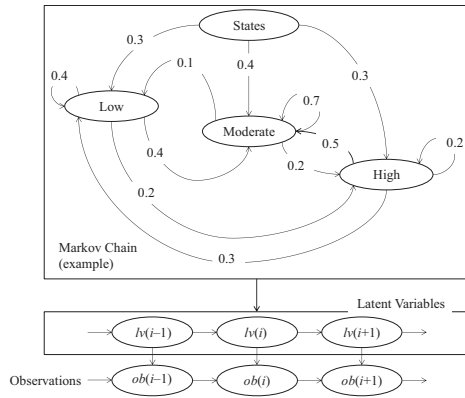 States
0.3
0.4
0.3
0.4
0.1
Low
0.7
Moderate
0.5
0.2
0.4
0.2
High
0.2
0.3
Markov Chain
(example)
Latent Variables
lv(i–1)
lv(i)
lv(i+1)
Observations
ob(i–1)
ob(i)
ob(i+1)